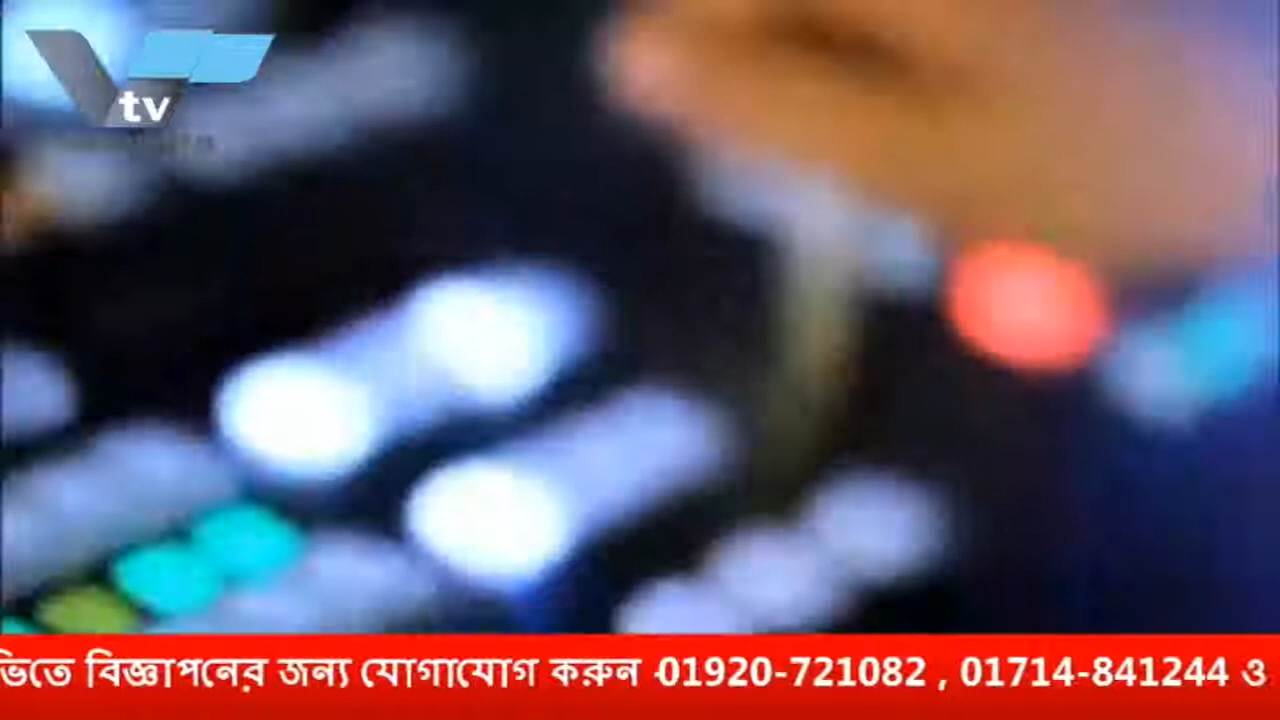 tv
ভিতে বিজ্ঞাপনের জন্য যোগাযোগ করুন 01920-721082 , 01714-841244 ও